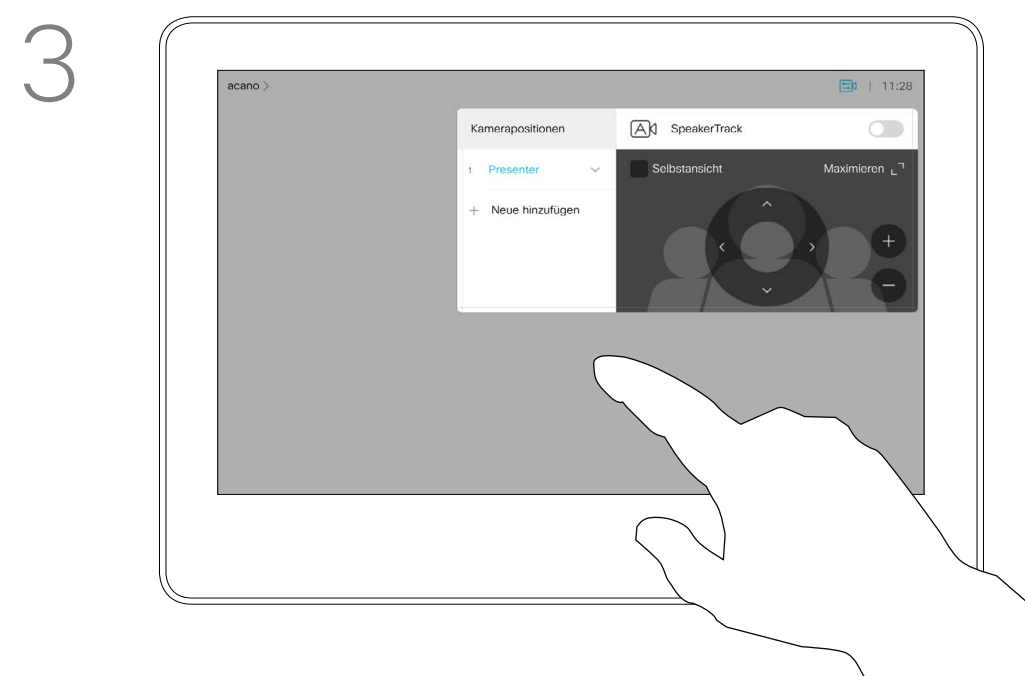 3
acano >
11:28
Kamerapositionen
SpeakerTrack
1 Presenter
Selbstansicht
Maximieren
+ Neue hinzufügen